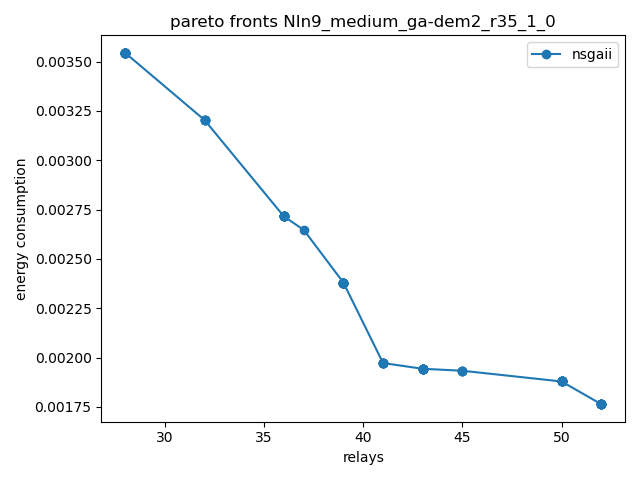 pareto fronts NIn9_medium_ga-dem2_r35_1_0
nsgaii
energy consumption
0.00350
0.00325
0.00300
0.00275
0.00250
0.00225
0.00200
0.00175
30 35 40 45 50
relays